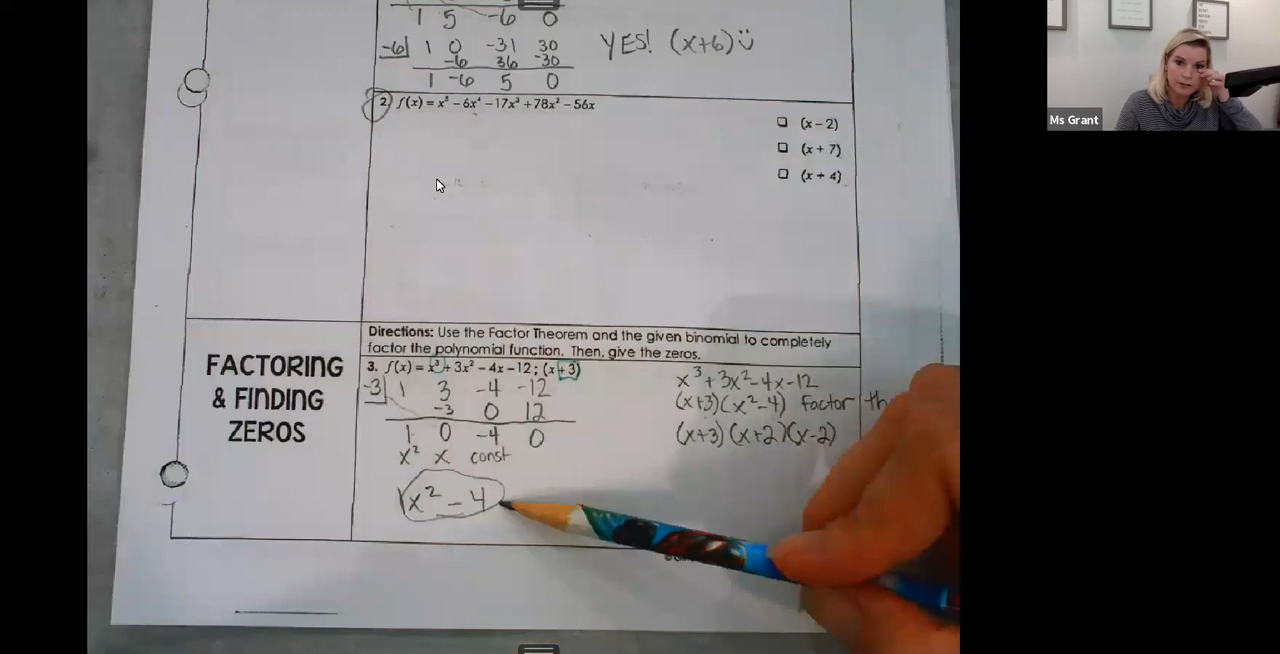 1 5 -6 0
-6| 1 0 -31 30
-6 36 -30
1 -6 5 0
YES! (x+6)
2. f(x) = x⁵ – 6x⁴ – 17x³ + 78x² – 56x
☐ (x – 2)
☐ (x + 7)
☐ (x + 4)
FACTORING
& FINDING
ZEROS
Directions: Use the Factor Theorem and the given binomial to completely
factor the polynomial function. Then, give the zeros.
3. f(x) = x³ + 3x² – 4x – 12; (x + 3)
-3| 1 3 -4 -12
-3 0 12
1 0 -4 0
x² x const
1x² - 4
x³+3x²-4x-12
(x+3)(x²-4) Factor
(x+3)(x+2)(x-2)
Ms Grant